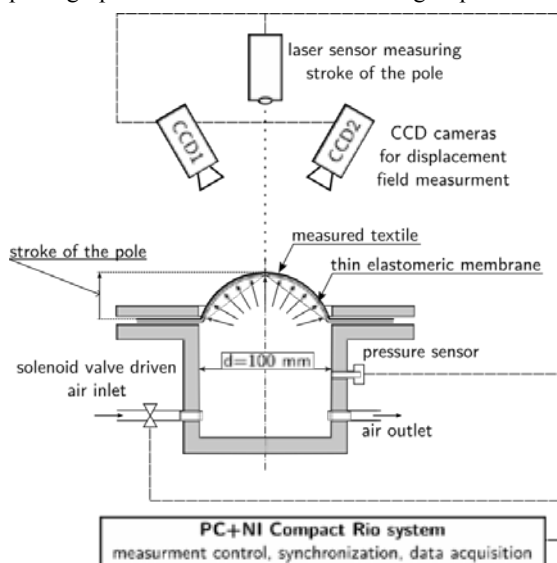 laser sensor measuring
stroke of the pole
CCD1
CCD2
CCD cameras
for displacement
field measurment
measured textile
stroke of the pole
thin elastomeric membrane
d=100 mm
pressure sensor
solenoid valve driven
air inlet
air outlet
PC+NI Compact Rio system
measurment control, synchronization, data acquisition